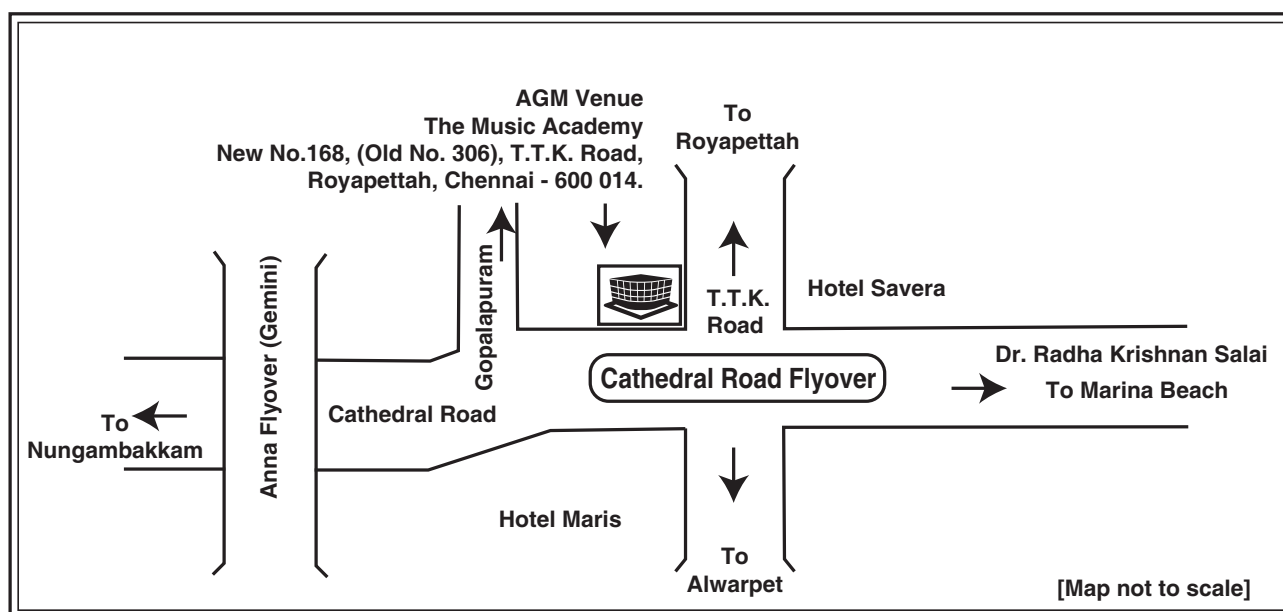 AGM Venue
The Music Academy
New No.168, (Old No. 306), T.T.K. Road,
Royapettah, Chennai - 600 014.
To
Royapettah
Anna Flyover (Gemini)
Gopalapuram
T.T.K.
Road
Hotel Savera
Cathedral Road Flyover
Dr. Radha Krishnan Salai
To Marina Beach
Cathedral Road
To
Nungambakkam
Hotel Maris
To
Alwarpet
[Map not to scale]